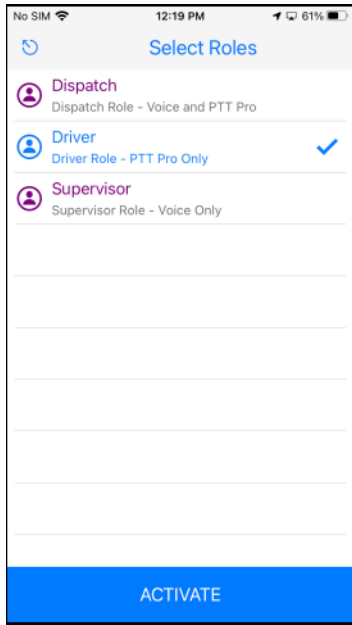 No SIM 12:19 PM 61%
Select Roles
Dispatch
Dispatch Role - Voice and PTT Pro
Driver
Driver Role - PTT Pro Only
Supervisor
Supervisor Role - Voice Only
ACTIVATE